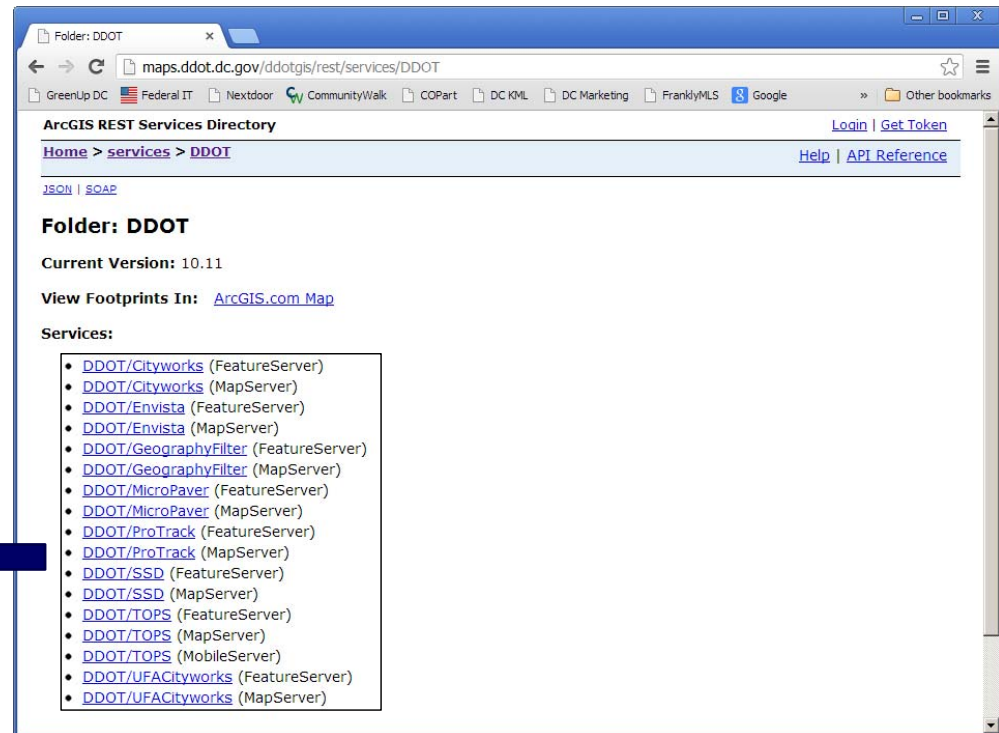 Folder: DDOT
maps.ddot.dc.gov/ddotgis/rest/services/DDOT
GreenUp DC Federal IT Nextdoor CommunityWalk COPart DC KML DC Marketing FranklyMLS Google » Other bookmarks
ArcGIS REST Services Directory Login | Get Token
Home > services > DDOT Help | API Reference
JSON | SOAP
Folder: DDOT
Current Version: 10.11
View Footprints In: ArcGIS.com Map
Services:
• DDOT/Cityworks (FeatureServer)
• DDOT/Cityworks (MapServer)
• DDOT/Envista (FeatureServer)
• DDOT/Envista (MapServer)
• DDOT/GeographyFilter (FeatureServer)
• DDOT/GeographyFilter (MapServer)
• DDOT/MicroPaver (FeatureServer)
• DDOT/MicroPaver (MapServer)
• DDOT/ProTrack (FeatureServer)
• DDOT/ProTrack (MapServer)
• DDOT/SSD (FeatureServer)
• DDOT/SSD (MapServer)
• DDOT/TOPS (FeatureServer)
• DDOT/TOPS (MapServer)
• DDOT/TOPS (MobileServer)
• DDOT/UFACityworks (FeatureServer)
• DDOT/UFACityworks (MapServer)